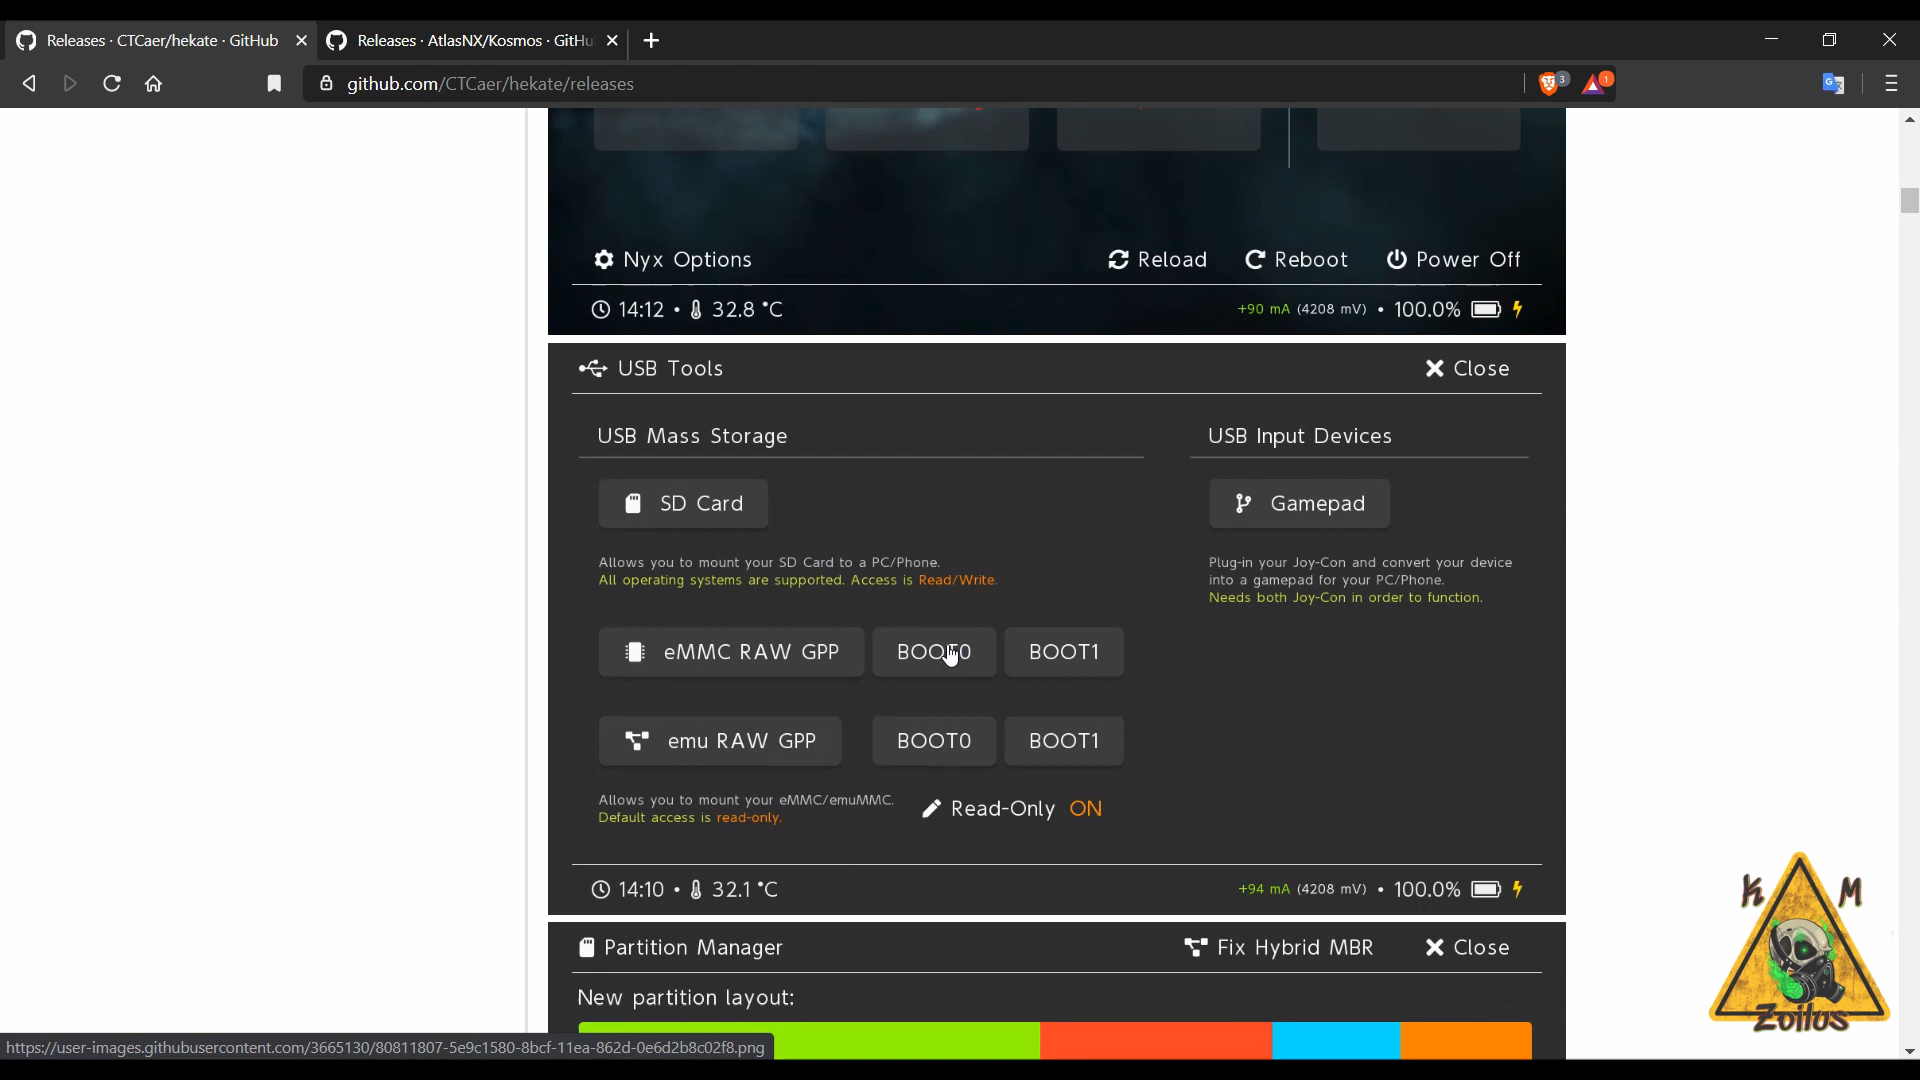 Releases · CTCaer/hekate · GitHub
Releases · AtlasNX/Kosmos · GitHu
github.com/CTCaer/hekate/releases
3
1
Nyx Options
Reload
Reboot
Power Off
14:12 • 32.8 °C
+90 mA (4208 mV) • 100.0%
USB Tools
Close
USB Mass Storage
USB Input Devices
SD Card
Gamepad
Allows you to mount your SD Card to a PC/Phone.
All operating systems are supported. Access is Read/Write.
Plug-in your Joy-Con and convert your device
into a gamepad for your PC/Phone.
Needs both Joy-Con in order to function.
eMMC RAW GPP
BOOT0
BOOT1
emu RAW GPP
BOOT0
BOOT1
Allows you to mount your eMMC/emuMMC.
Default access is read-only.
Read-Only ON
14:10 • 32.1 °C
+94 mA (4208 mV) • 100.0%
Partition Manager
Fix Hybrid MBR
Close
New partition layout:
https://user-images.githubusercontent.com/3665130/80811807-5e9c1580-8bcf-11ea-862d-0e6d2b8c02f8.png
K M
Zoilus